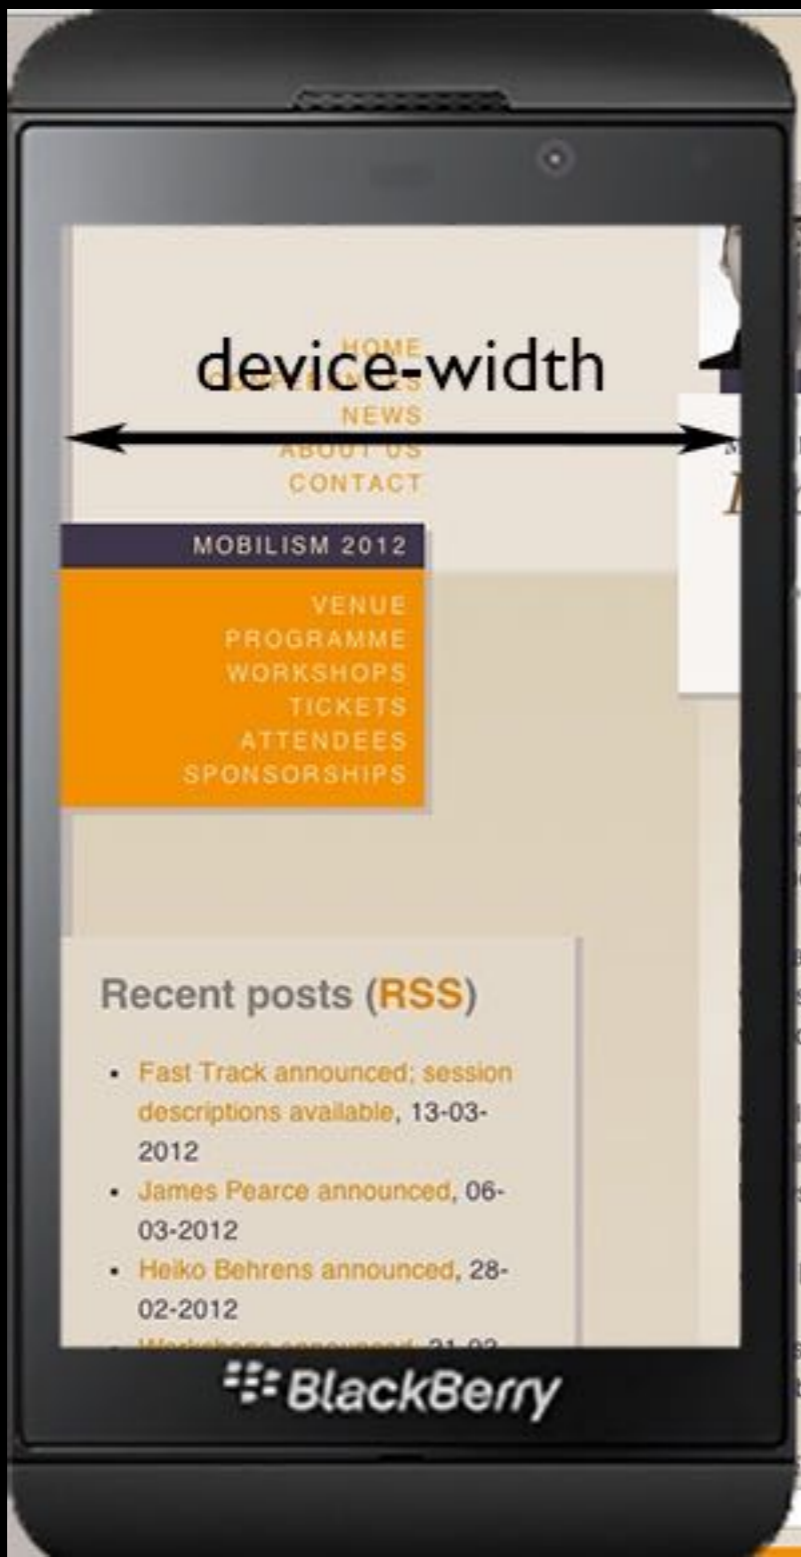 HOME
device-width
NEWS
ABOUT US
CONTACT
MOBILISM 2012
VENUE
PROGRAMME
WORKSHOPS
TICKETS
ATTENDEES
SPONSORSHIPS
Recent posts (RSS)
• Fast Track announced; session
descriptions available, 13-03-
2012
• James Pearce announced, 06-
03-2012
• Heiko Behrens announced, 28-
02-2012
BlackBerry